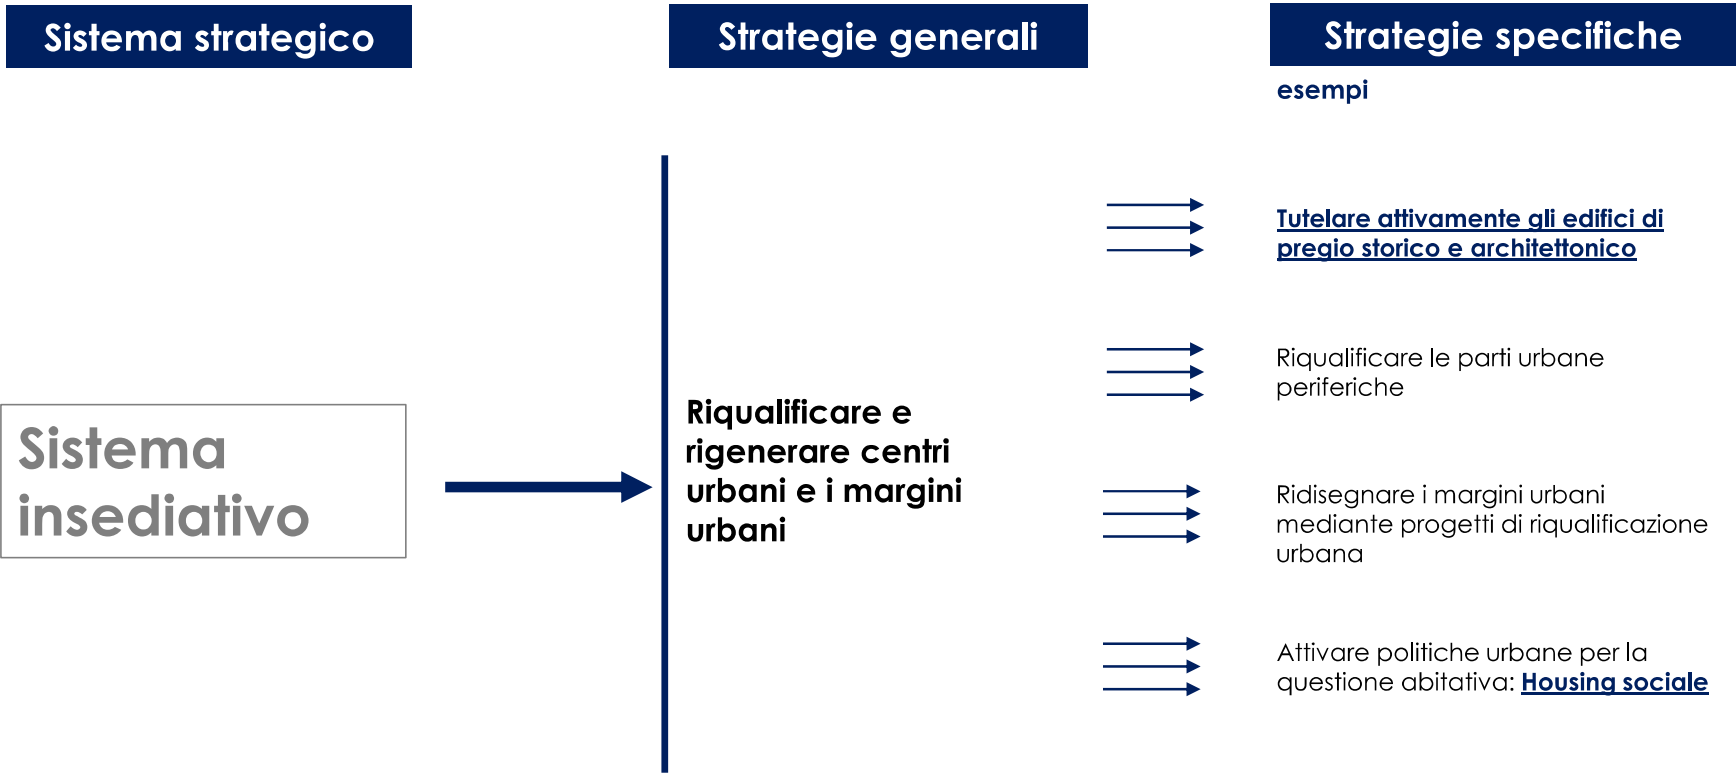 Sistema strategico
Strategie generali
Strategie specifiche
esempi
Tutelare attivamente gli edifici di
pregio storico e architettonico
Riqualificare le parti urbane
periferiche
Sistema
insediativo
Riqualificare e
rigenerare centri
urbani e i margini
urbani
Ridisegnare i margini urbani
mediante progetti di riqualificazione
urbana
Attivare politiche urbane per la
questione abitativa: Housing sociale